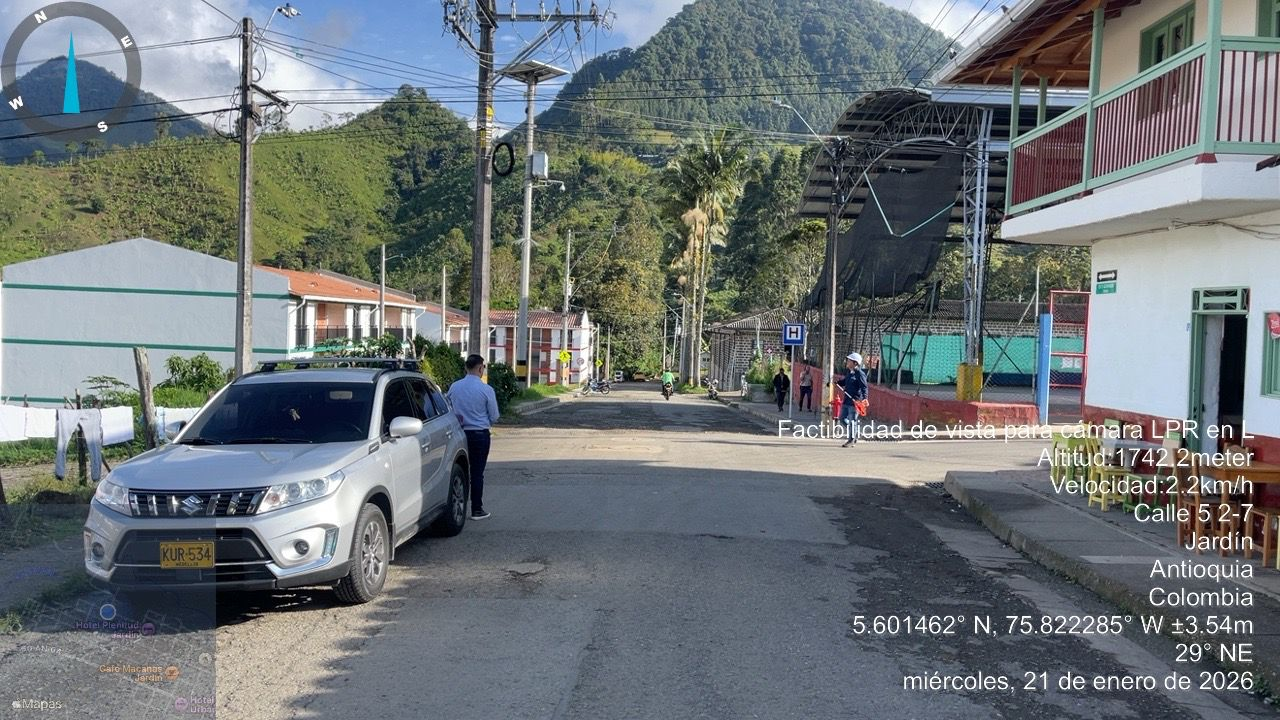 N
E
S
W
H
KUR-534
MEDELLIN
Factibilidad de vista para cámara LPR en L
Altitud:1742.2meter
Velocidad:2.2km/h
Calle 5 2-7
Jardín
Antioquia
Colombia
5.601462° N, 75.822285° W ±3.54m
29° NE
miércoles, 21 de enero de 2026
Hotel Plenitud
Jardín
Café Macanas
Jardín
Hotel
Mapas